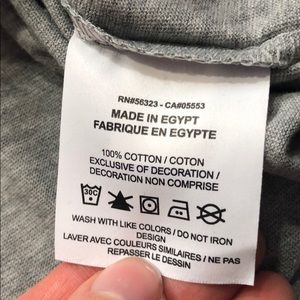 RN#56323 - CA#05553
MADE IN EGYPT
FABRIQUE EN EGYPTE
100% COTTON / COTON
EXCLUSIVE OF DECORATION /
DECORATION NON COMPRISE
30C
WASH WITH LIKE COLORS / DO NOT IRON
DESIGN
LAVER AVEC COULEURS SIMILAIRES / NE PAS
REPASSER LE DESSIN